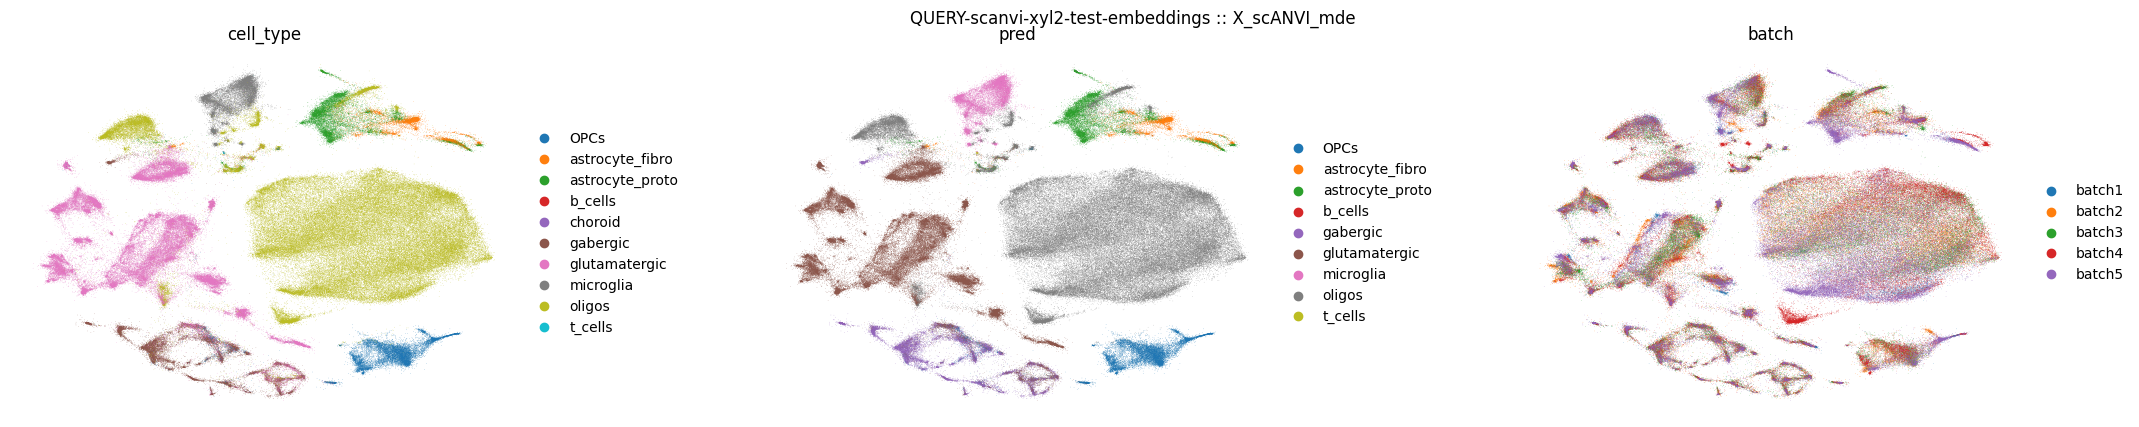 QUERY-scanvi-xyl2-test-embeddings :: X_scANVI_mde
cell_type
OPCs
astrocyte_fibro
astrocyte_proto
b_cells
choroid
gabergic
glutamatergic
microglia
oligos
t_cells
pred
OPCs
astrocyte_fibro
astrocyte_proto
b_cells
gabergic
glutamatergic
microglia
oligos
t_cells
batch
batch1
batch2
batch3
batch4
batch5